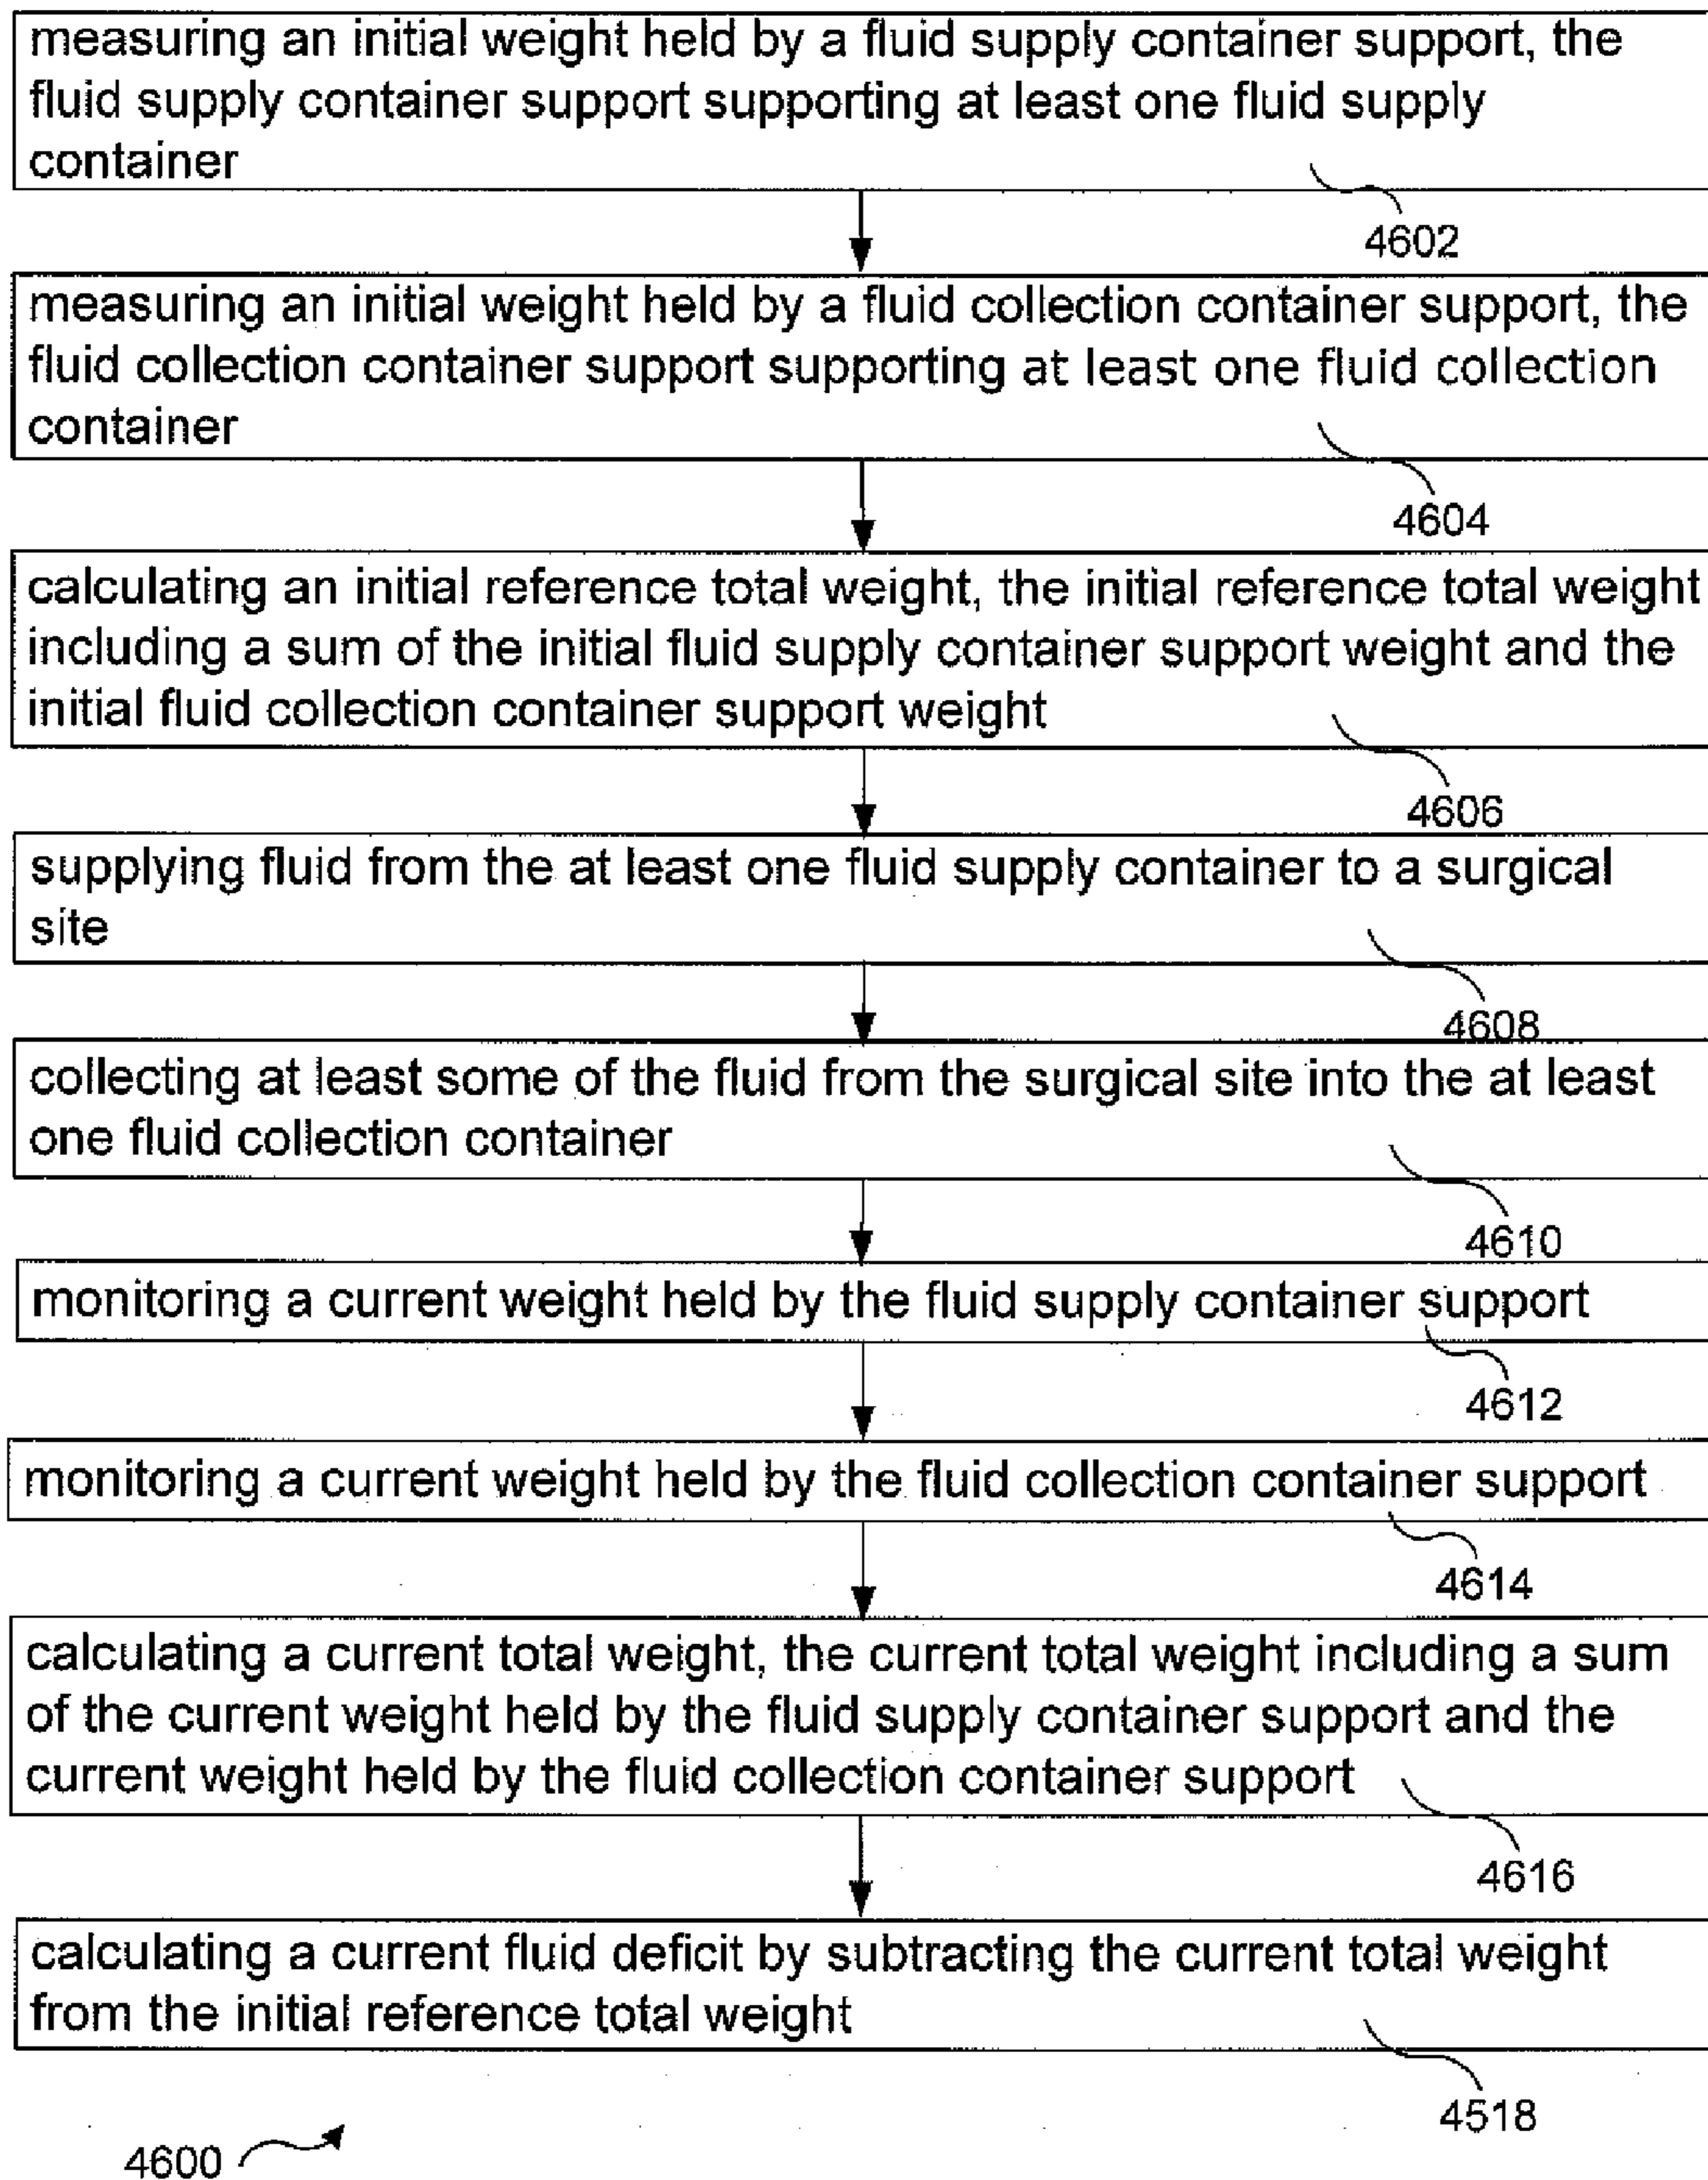 measuring an initial weight held by a fluid supply container support, the
fluid supply container support supporting at least one fluid supply
container
4602
measuring an initial weight held by a fluid collection container support, the
fluid collection container support supporting at least one fluid collection
container
4604
calculating an initial reference total weight, the initial reference total weight
including a sum of the initial fluid supply container support weight and the
initial fluid collection container support weight
4606
supplying fluid from the at least one fluid supply container to a surgical
site
4608
collecting at least some of the fluid from the surgical site into the at least
one fluid collection container
4610
monitoring a current weight held by the fluid supply container support
4612
monitoring a current weight held by the fluid collection container support
4614
calculating a current total weight, the current total weight including a sum
of the current weight held by the fluid supply container support and the
current weight held by the fluid collection container support
4616
calculating a current fluid deficit by subtracting the current total weight
from the initial reference total weight
4518
4600